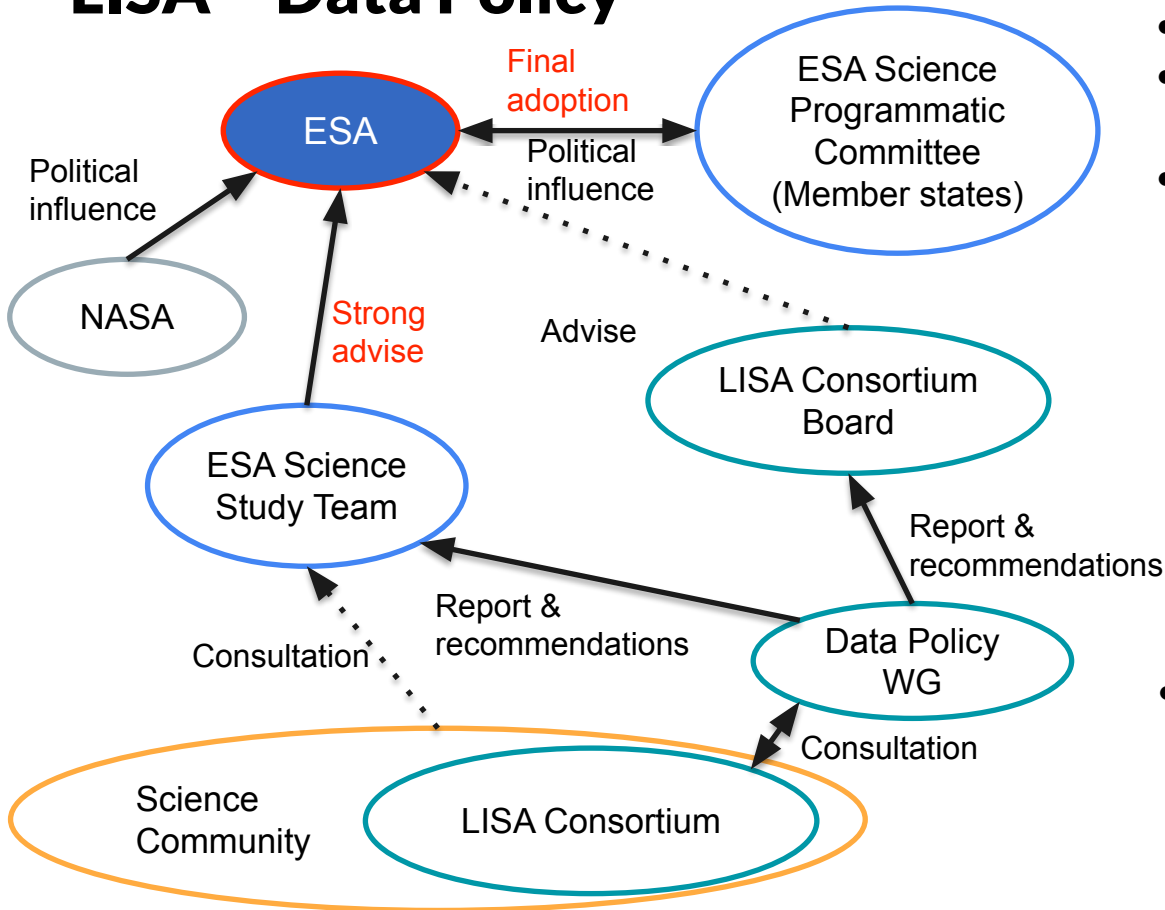 LISA – Data Policy
Final
adoption
ESA
ESA Science
Programmatic
Committee
(Member states)
Political
influence
Political
influence
NASA
Strong
advise
Advise
LISA Consortium
Board
ESA Science
Study Team
Report &
recommendations
Report &
recommendations
Data Policy
WG
Consultation
Consultation
Science
Community
LISA Consortium